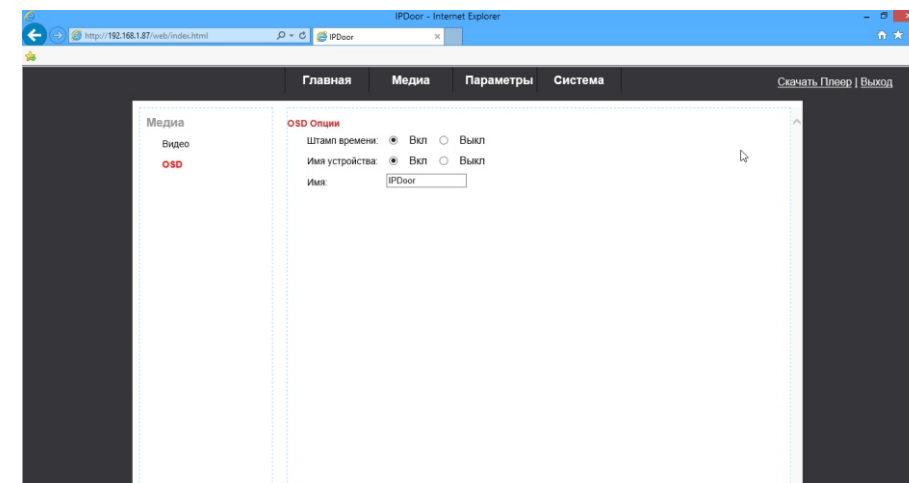 IPDoor - Internet Explorer
http://192.168.1.87/web/index.html
IPDoor
Главная Медиа Параметры Система
Скачать Плеер | Выход
Медиа
Видео
OSD
OSD Опции
Штамп времени: Вкл Выкл
Имя устройства: Вкл Выкл
Имя: IPDoor